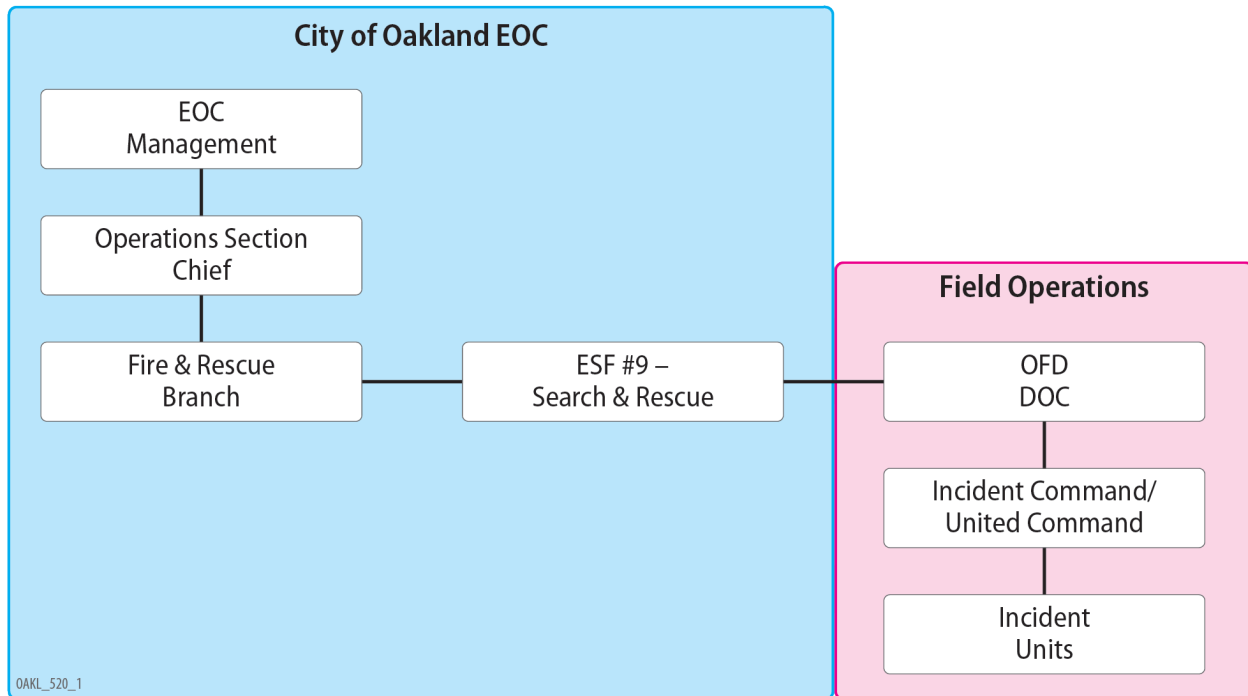 City of Oakland EOC
EOC
Management
Operations Section
Chief
Fire & Rescue
Branch
ESF #9 –
Search & Rescue
Field Operations
OFD
DOC
Incident Command/
United Command
Incident
Units
OAKL_520_1